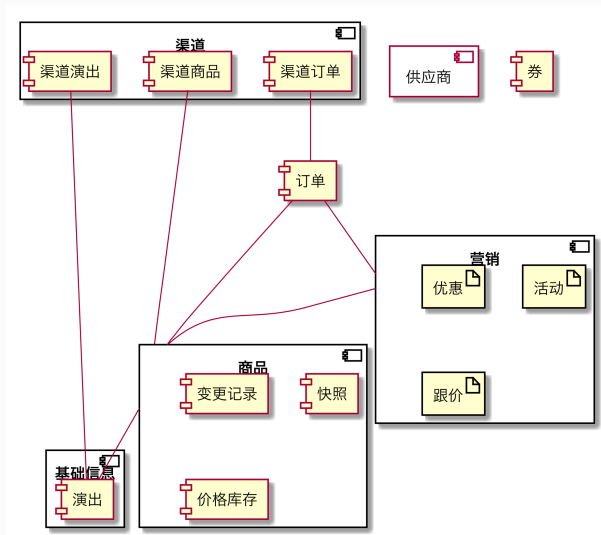 渠道
渠道演出
渠道商品
渠道订单
供应商
券
订单
营销
优惠
活动
跟价
商品
变更记录
快照
价格库存
基础信息
演出